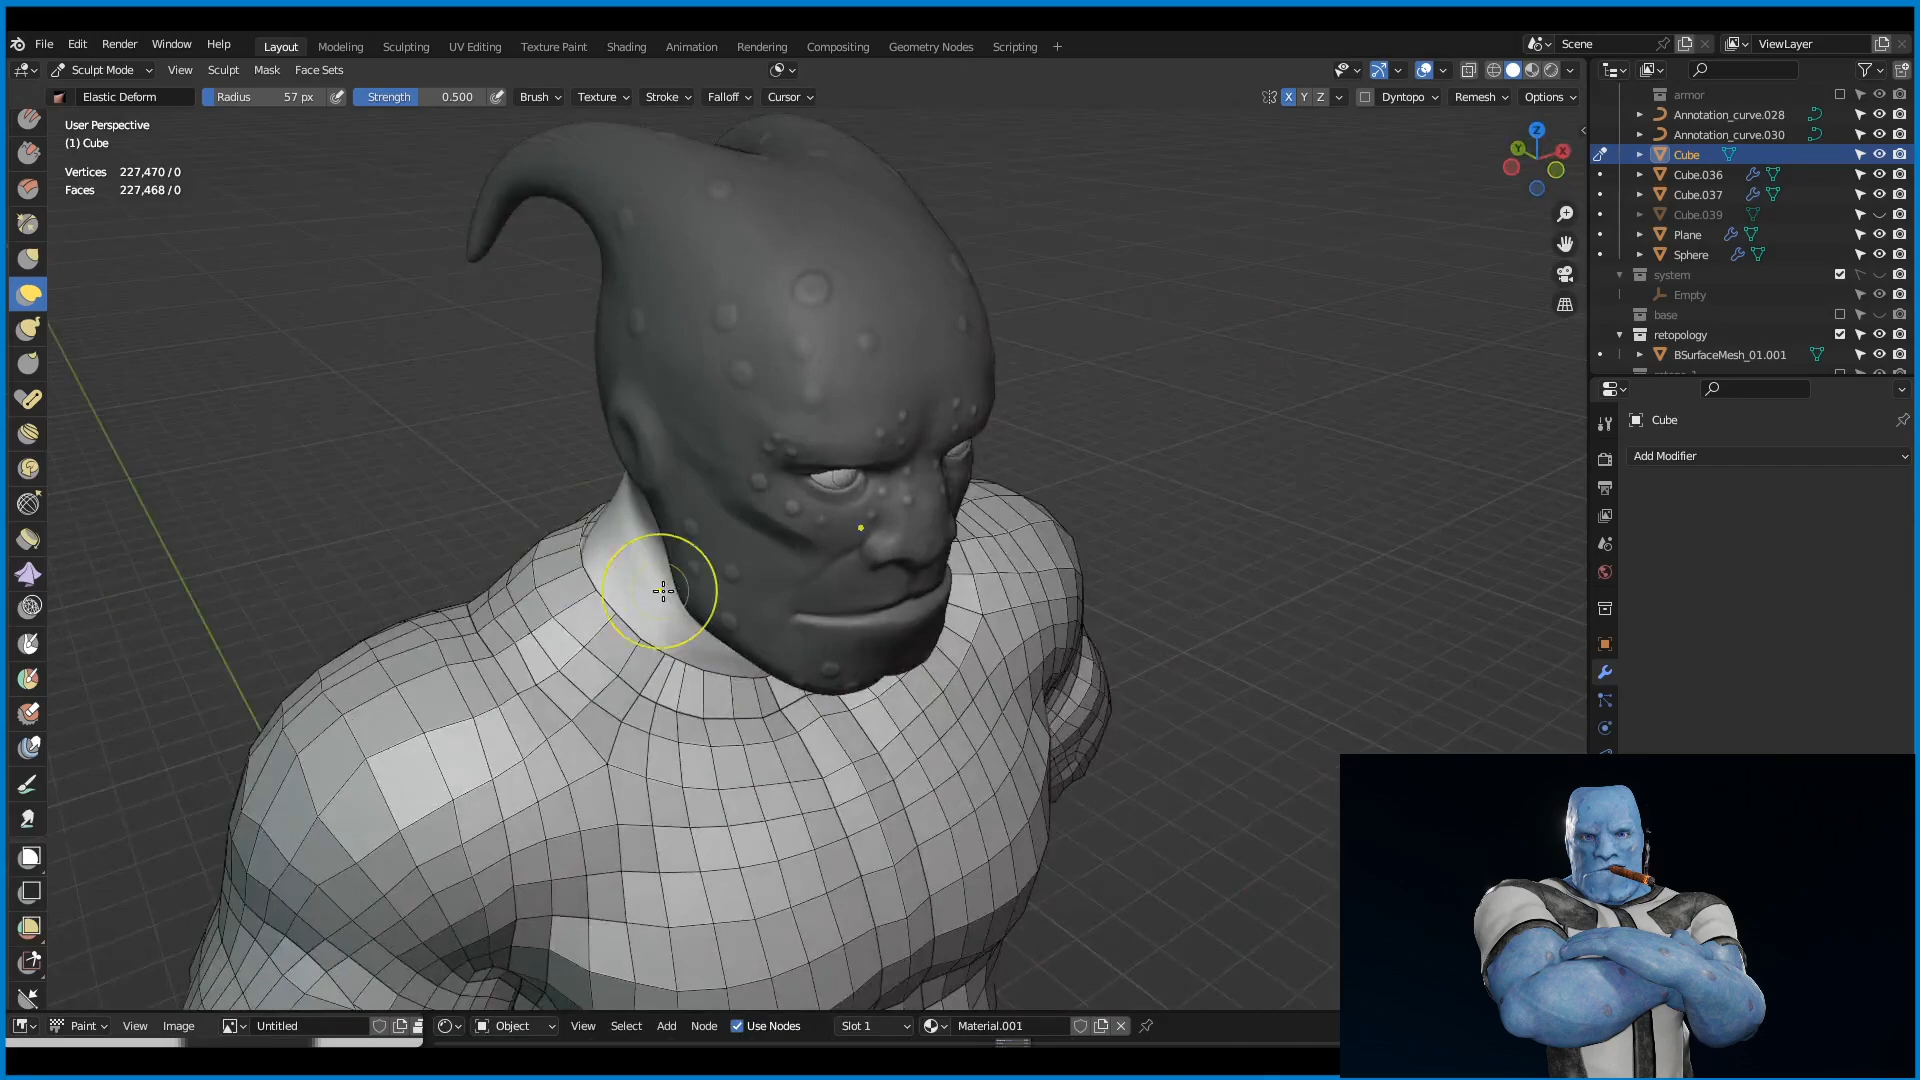 File Edit Render Window Help Layout Modeling Sculpting UV Editing Texture Paint Shading Animation Rendering Compositing Geometry Nodes Scripting + Scene ViewLayer
Sculpt Mode View Sculpt Mask Face Sets
Elastic Deform Radius 57 px Strength 0.500 Brush Texture Stroke Falloff Cursor X Y Z Dyntopo Remesh Options
User Perspective
(1) Cube
Vertices 227,470 / 0
Faces 227,468 / 0
Z
Y
X
armor
Annotation_curve.028
Annotation_curve.030
Cube
Cube.036
Cube.037
Cube.039
Plane
Sphere
system
Empty
base
retopology
BSurfaceMesh_01.001
Cube
Add Modifier
Paint View Image Untitled Object View Select Add Node Use Nodes Slot 1 Material.001